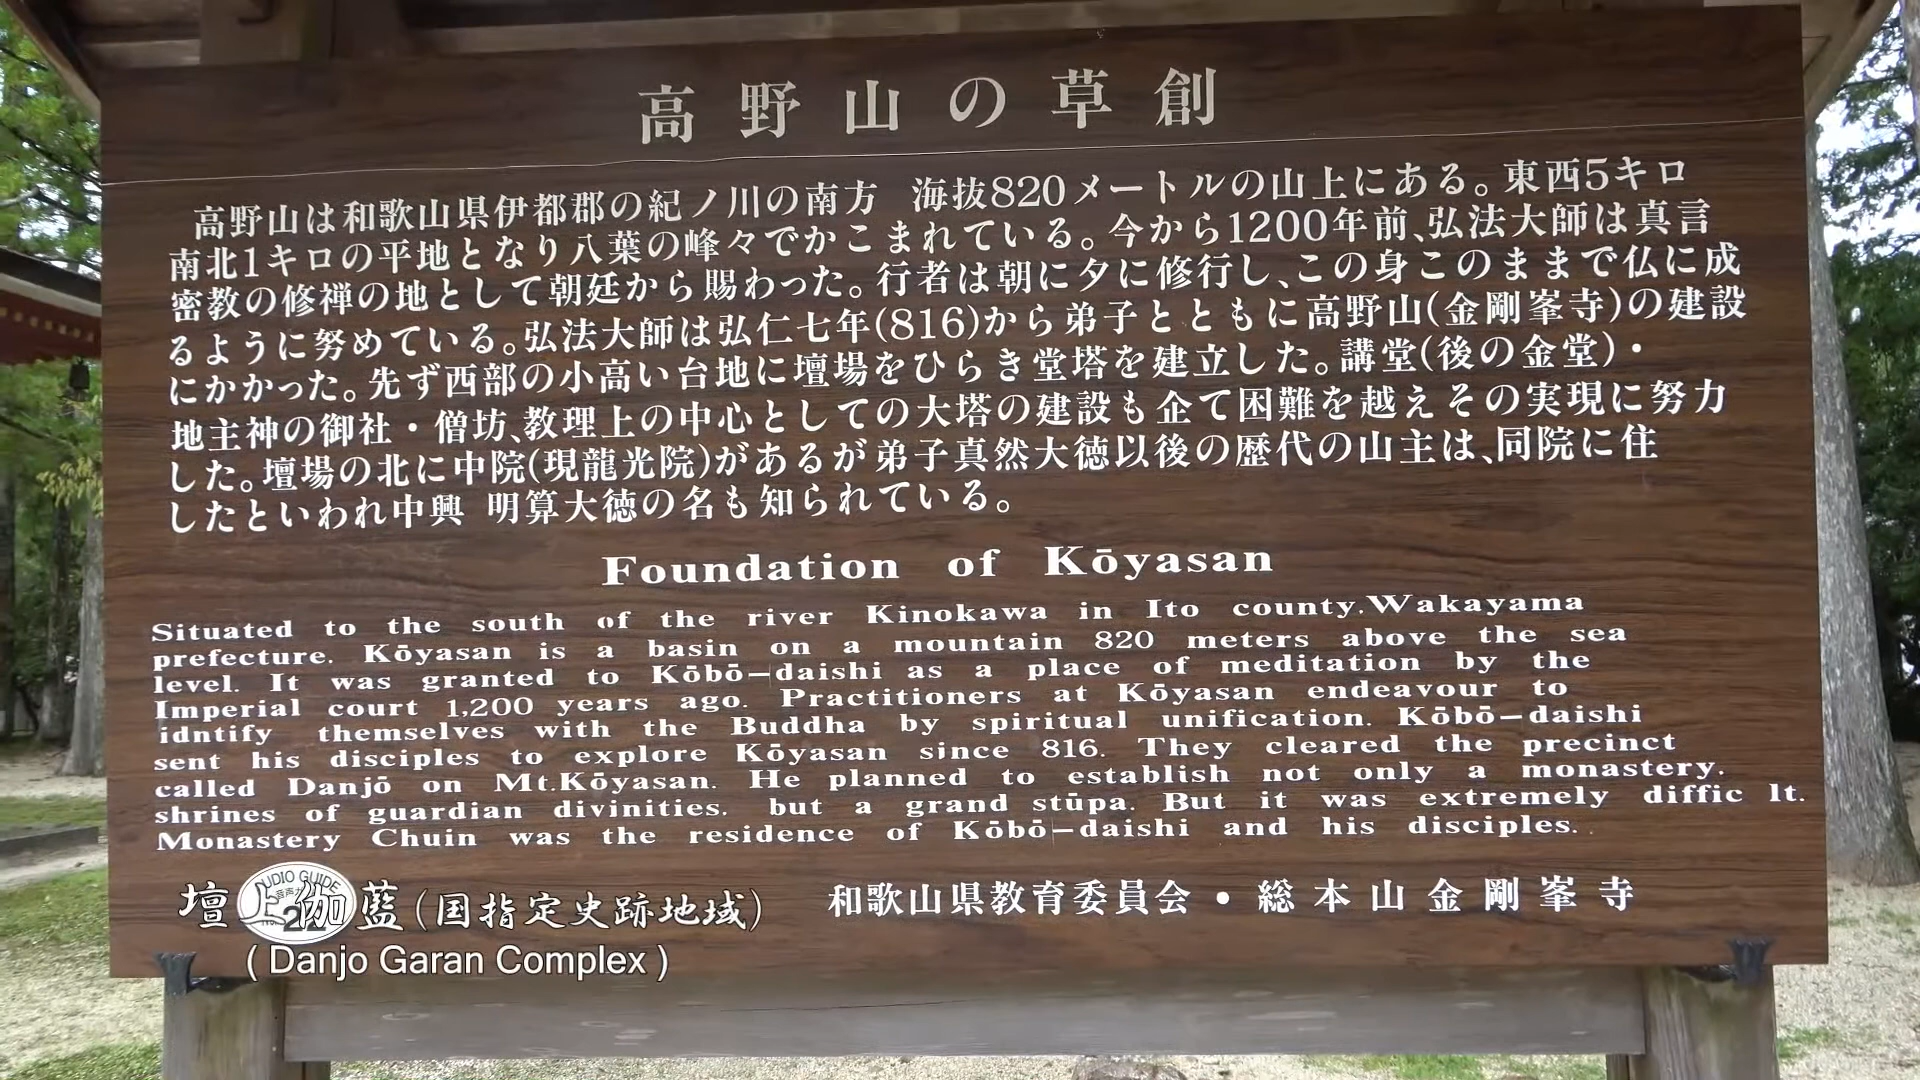 高野山の草創
高野山は和歌山県伊都郡の紀ノ川の南方 海抜820メートルの山上にある。東西5キロ
南北1キロの平地となり八葉の峰々でかこまれている。今から1200年前、弘法大師は真言
密教の修禅の地として朝廷から賜わった。行者は朝に夕に修行し、この身このままで仏に成
るように努めている。弘法大師は弘仁七年(816)から弟子とともに高野山(金剛峯寺)の建設
にかかった。先ず西部の小高い台地に壇場をひらき堂塔を建立した。講堂(後の金堂)・
地主神の御社・僧坊、教理上の中心としての大塔の建設も企て困難を越えその実現に努力
した。壇場の北に中院(現龍光院)があるが弟子真然大徳以後の歴代の山主は、同院に住
したといわれ中興 明算大徳の名も知られている。
Foundation of Kōyasan
Situated to the south of the river Kinokawa in Ito county.Wakayama
prefecture. Kōyasan is a basin on a mountain 820 meters above the sea
level. It was granted to Kōbō-daishi as a place of meditation by the
Imperial court 1,200 years ago. Practitioners at Kōyasan endeavour to
idntify themselves with the Buddha by spiritual unification. Kōbō-daishi
sent his disciples to explore Kōyasan since 816. They cleared the precinct
called Danjō on Mt.Kōyasan. He planned to establish not only a monastery.
shrines of guardian divinities. but a grand stūpa. But it was extremely diffic lt.
Monastery Chuin was the residence of Kōbō-daishi and his disciples.
壇上伽藍(国指定史跡地域)
(Danjo Garan Complex)
和歌山県教育委員会・総本山金剛峯寺